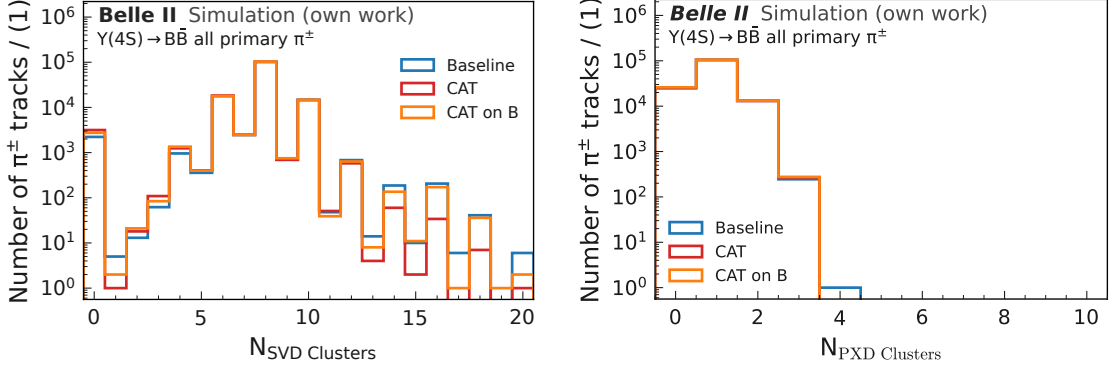 Belle II Simulation (own work)
Υ(4S) → BB̄ all primary π±
Baseline
CAT
CAT on B
Number of π± tracks / (1)
10⁶
10⁵
10⁴
10³
10²
10¹
10⁰
0 5 10 15 20
N_SVD Clusters
Belle II Simulation (own work)
Υ(4S) → BB̄ all primary π±
Number of π± tracks / (1)
10⁶
10⁵
10⁴
10³
10²
10¹
10⁰
Baseline
CAT
CAT on B
0 2 4 6 8 10
N_PXD Clusters